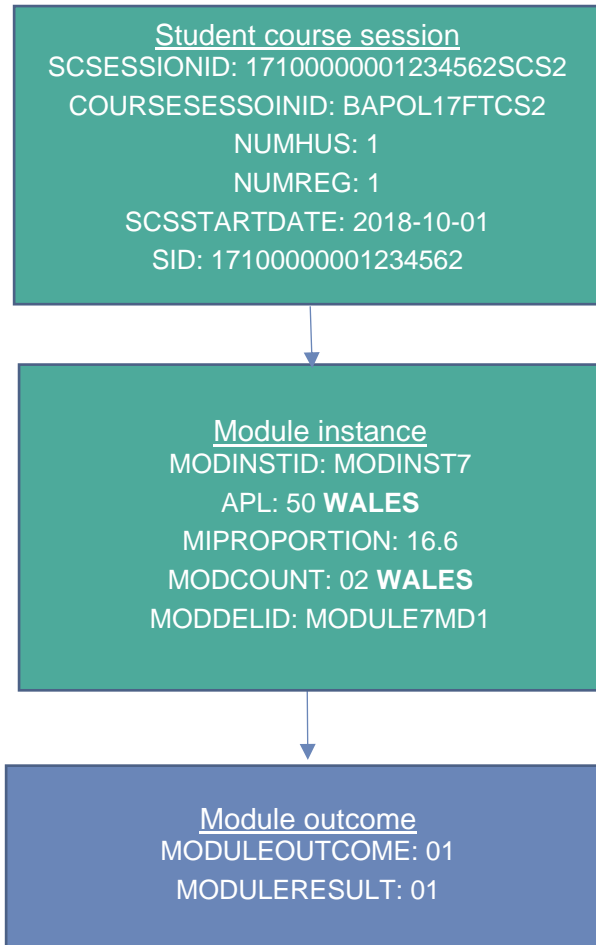 Student course session
SCSESSIONID: 17100000001234562SCS2
COURSESESSOINID: BAPOL17FTCS2
NUMHUS: 1
NUMREG: 1
SCSSTARTDATE: 2018-10-01
SID: 17100000001234562
Module instance
MODINSTID: MODINST7
APL: 50 WALES
MIPROPORTION: 16.6
MODCOUNT: 02 WALES
MODDELID: MODULE7MD1
Module outcome
MODULEOUTCOME: 01
MODULERESULT: 01